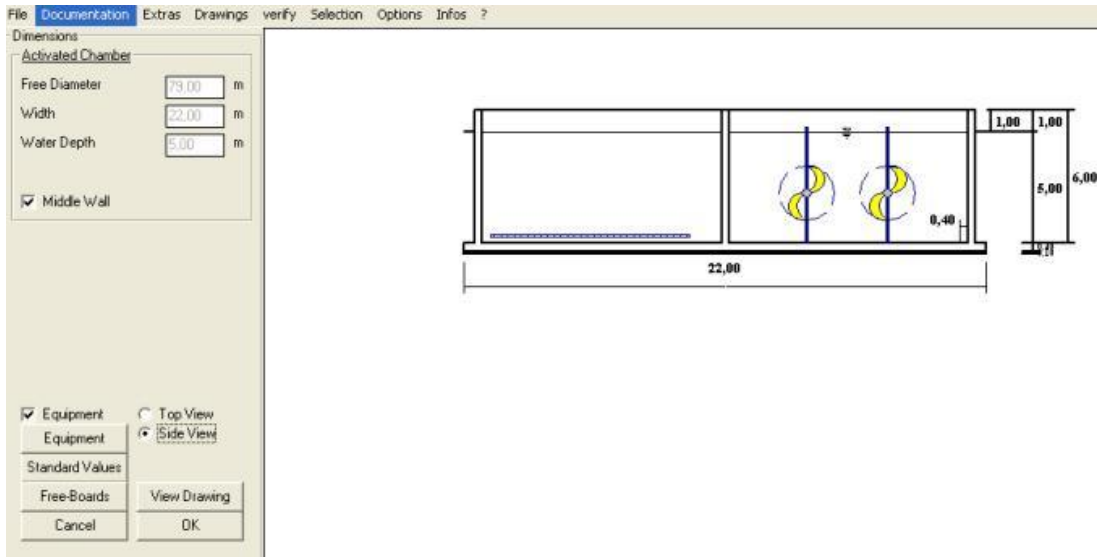 File Documentation Extras Drawings verify Selection Options Infos ?
Dimensions
Activated Chamber
Free Diameter 79,00 m
Width 22,00 m
Water Depth 5,00 m
Middle Wall
Equipment Top View
Equipment Side View
Standard Values
Free-Boards View Drawing
Cancel OK
1,00 1,00
5,00 6,00
0,40
22,00